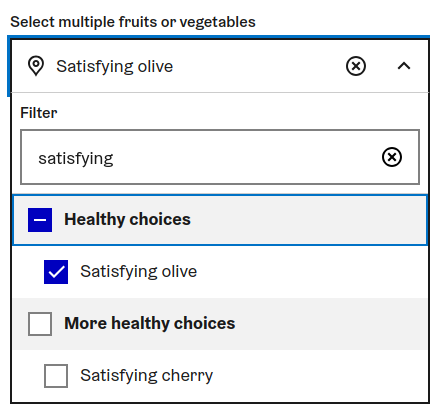 Select multiple fruits or vegetables
Satisfying olive
Filter
satisfying
Healthy choices
Satisfying olive
More healthy choices
Satisfying cherry